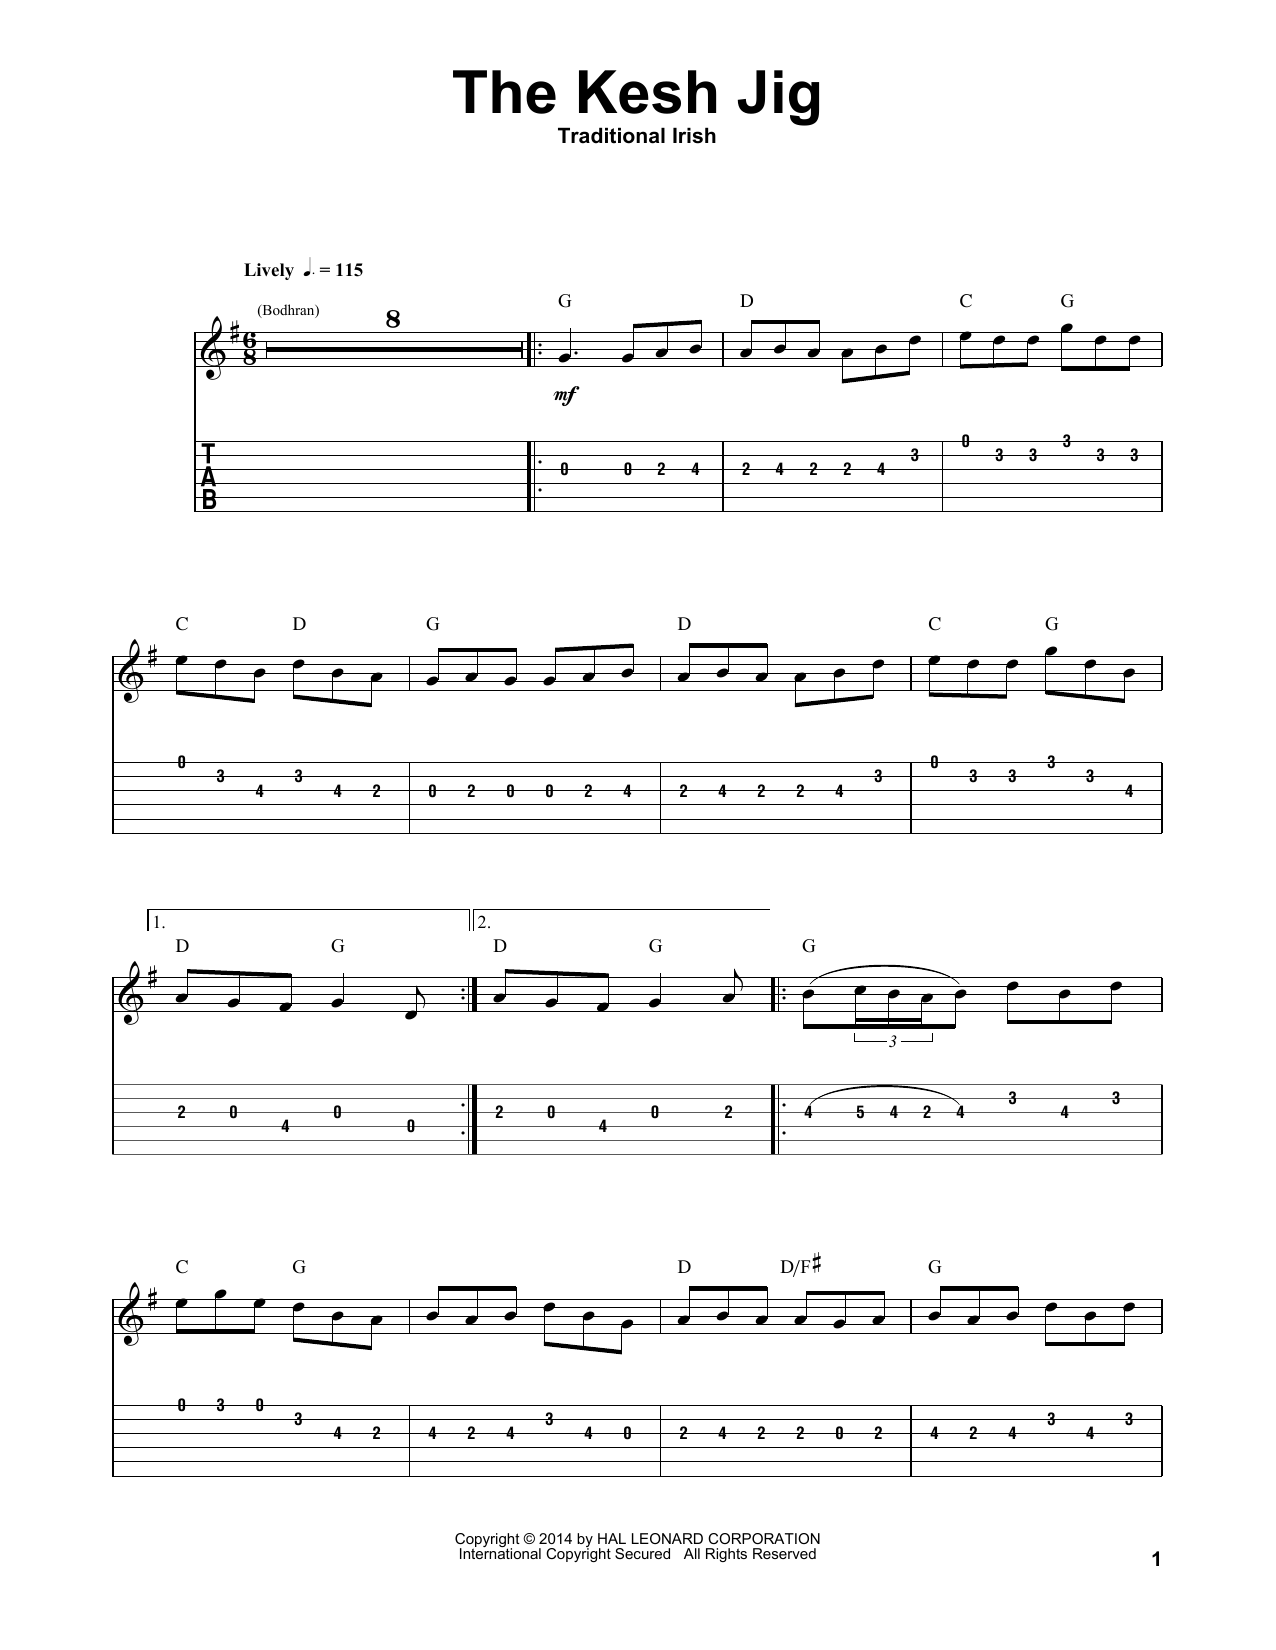 The Kesh Jig
Traditional Irish
Lively ♩. = 115
(Bodhran) 8
G D C G
6
8
mf
T
A
B
0 0 2 4 2 4 2 2 4 3 0 3 3 3 3 3
C D G D C G
0 3 4 3 4 2 0 2 0 0 2 4 2 4 2 2 4 3 0 3 3 3 3 4
1. 2.
D G D G G
3
2 0 4 0 0 2 0 4 0 2 4 5 4 2 4 3 4 3
C G D D/F♯ G
0 3 0 3 4 2 4 2 4 3 4 0 2 4 2 2 0 2 4 2 4 3 4 3
Copyright © 2014 by HAL LEONARD CORPORATION
International Copyright Secured All Rights Reserved
1